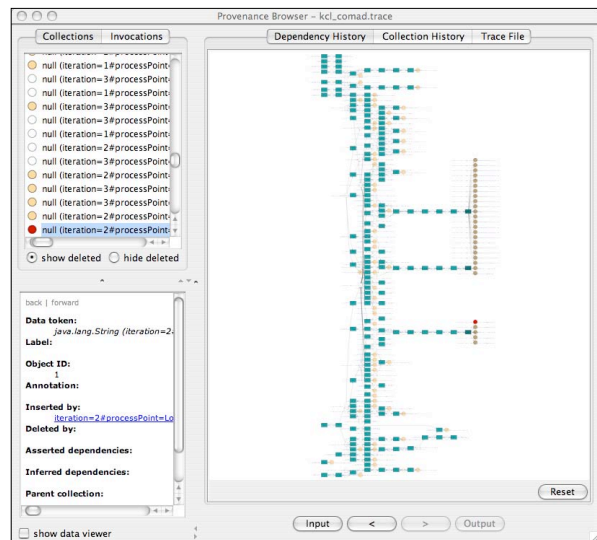 Provenance Browser – kcl_comad.trace
Collections
Invocations
null (iteration=2#processPoint
null (iteration=1#processPoint
null (iteration=3#processPoint
null (iteration=1#processPoint
null (iteration=3#processPoint
null (iteration=3#processPoint
null (iteration=1#processPoint
null (iteration=2#processPoint
null (iteration=3#processPoint
null (iteration=2#processPoint
null (iteration=3#processPoint
null (iteration=3#processPoint
null (iteration=2#processPoint
null (iteration=2#processPoint
show deleted
hide deleted
back | forward
Data token:
java.lang.String (iteration=2
Label:
Object ID:
1
Annotation:
Inserted by:
iteration=2#processPoint=Lo
Deleted by:
Asserted dependencies:
Inferred dependencies:
Parent collection:
show data viewer
Dependency History
Collection History
Trace File
Reset
Input
<
>
Output